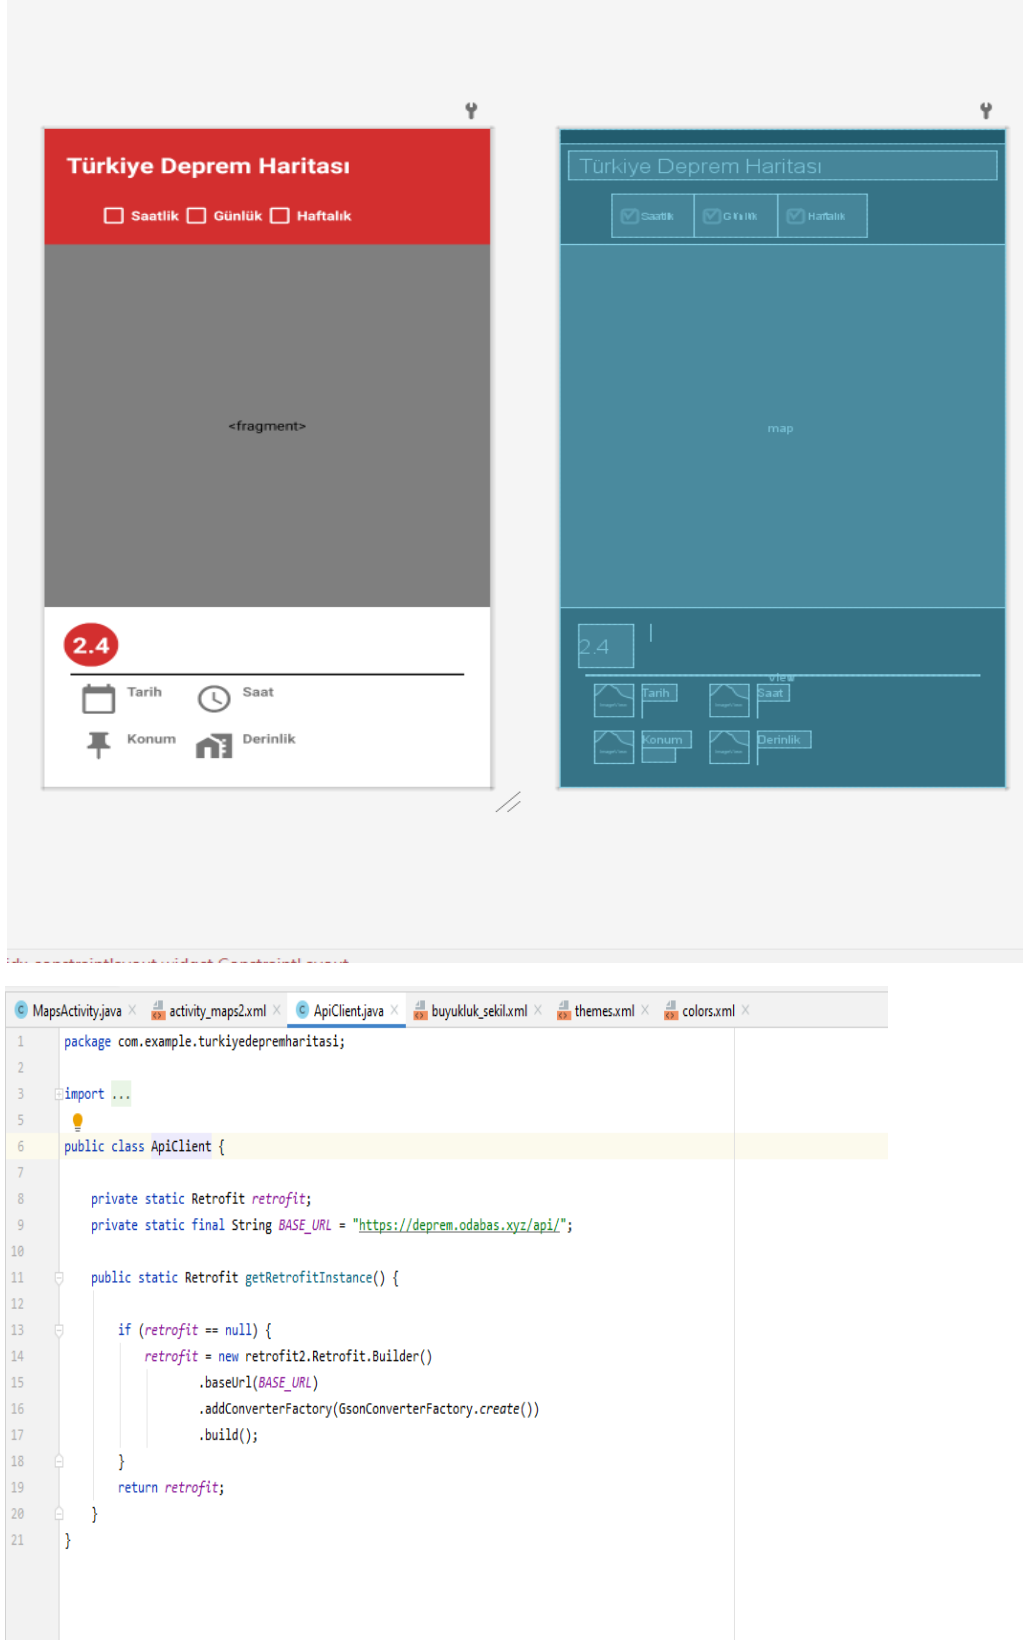 Türkiye Deprem Haritası
Saatlik Günlük Haftalık
<fragment>
2.4
Tarih Saat
Konum Derinlik
Türkiye Deprem Haritası
Saatlik Günlük Haftalık
map
2.4
view
Tarih Saat
Konum Derinlik
MapsActivity.java activity_maps2.xml ApiClient.java buyukluk_sekil.xml themes.xml colors.xml
1 package com.example.turkiyedepremharitasi;
2
3 import ...
5
6 public class ApiClient {
7
8 private static Retrofit retrofit;
9 private static final String BASE_URL = "https://deprem.odabas.xyz/api/";
10
11 public static Retrofit getRetrofitInstance() {
12
13 if (retrofit == null) {
14 retrofit = new retrofit2.Retrofit.Builder()
15 .baseUrl(BASE_URL)
16 .addConverterFactory(GsonConverterFactory.create())
17 .build();
18 }
19 return retrofit;
20 }
21 }